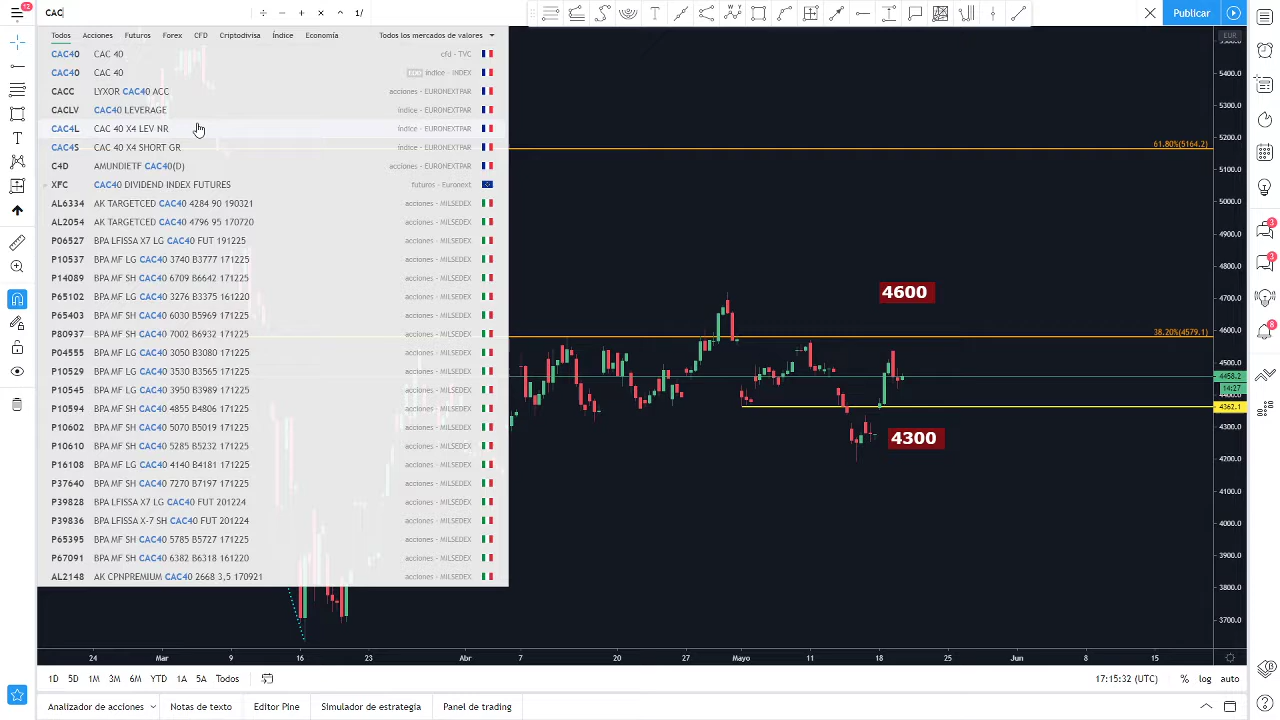 12
CAC
÷ − + × ^ 1/
Publicar
Todos Acciones Futuros Forex CFD Criptodivisa Índice Economía Todos los mercados de valores
EUR
CAC40 CAC 40 cfd - TVC
CAC40 CAC 40 EOD índice - INDEX
CACC LYXOR CAC40 ACC acciones - EURONEXTPAR
CACLV CAC40 LEVERAGE índice - EURONEXTPAR
CAC4L CAC 40 X4 LEV NR índice - EURONEXTPAR
CAC4S CAC 40 X4 SHORT GR índice - EURONEXTPAR
C4D AMUNDIETF CAC40(D) acciones - EURONEXTPAR
XFC CAC40 DIVIDEND INDEX FUTURES futuros - Euronext
AL6334 AK TARGETCED CAC40 4284 90 190321 acciones - MILSEDEX
AL2054 AK TARGETCED CAC40 4796 95 170720 acciones - MILSEDEX
P06527 BPA LFISSA X7 LG CAC40 FUT 191225 acciones - MILSEDEX
P10537 BPA MF LG CAC40 3740 B3777 171225 acciones - MILSEDEX
P14089 BPA MF SH CAC40 6709 B6642 171225 acciones - MILSEDEX
P65102 BPA MF LG CAC40 3276 B3375 161220 acciones - MILSEDEX
P65403 BPA MF SH CAC40 6030 B5969 171225 acciones - MILSEDEX
P80937 BPA MF SH CAC40 7002 B6932 171225 acciones - MILSEDEX
P04555 BPA MF LG CAC40 3050 B3080 171225 acciones - MILSEDEX
P10529 BPA MF LG CAC40 3530 B3565 171225 acciones - MILSEDEX
P10545 BPA MF LG CAC40 3950 B3989 171225 acciones - MILSEDEX
P10594 BPA MF SH CAC40 4855 B4806 171225 acciones - MILSEDEX
P10602 BPA MF SH CAC40 5070 B5019 171225 acciones - MILSEDEX
P10610 BPA MF SH CAC40 5285 B5232 171225 acciones - MILSEDEX
P16108 BPA MF LG CAC40 4140 B4181 171225 acciones - MILSEDEX
P37640 BPA MF SH CAC40 7270 B7197 171225 acciones - MILSEDEX
P39828 BPA LFISSA X7 LG CAC40 FUT 201224 acciones - MILSEDEX
P39836 BPA LFISSA X-7 SH CAC40 FUT 201224 acciones - MILSEDEX
P65395 BPA MF SH CAC40 5785 B5727 171225 acciones - MILSEDEX
P67091 BPA MF SH CAC40 6382 B6318 161220 acciones - MILSEDEX
AL2148 AK CPNPREMIUM CAC40 2668 3,5 170921 acciones - MILSEDEX
61.80%(5164.2)
4600
38.20%(4579.1)
4300
5400.0
5300.0
5200.0
5100.0
5000.0
4900.0
4800.0
4700.0
4600.0
4500.0
4458.2
14:27
4362.1
4300.0
4200.0
4100.0
4000.0
3900.0
3800.0
3700.0
3
3
8
24 Mar 9 16 23 Abr 7 20 27 Mayo 11 18 25 Jun 8 15
1D 5D 1M 3M 6M YTD 1A 5A Todos 17:15:32 (UTC+2) % log auto
Analizador de acciones Notas de texto Editor Pine Simulador de estrategia Panel de trading